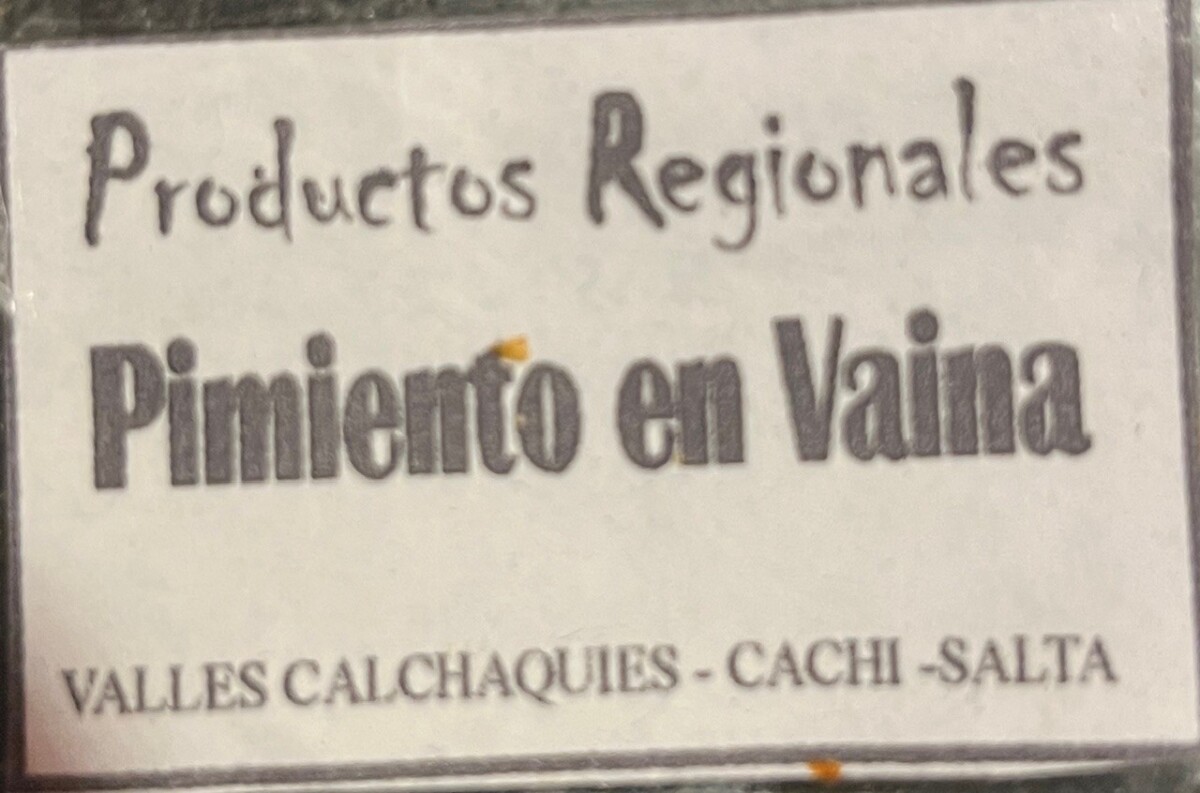 Productos Regionales
Pimiento en Vaina
VALLES CALCHAQUIES - CACHI -SALTA